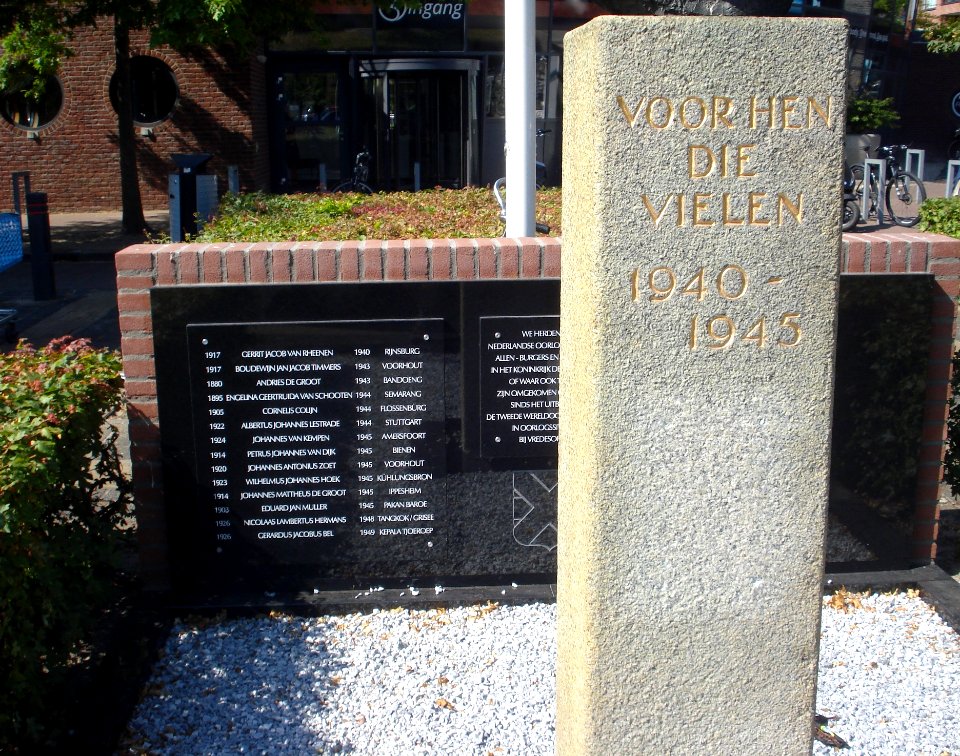 ingang
VOOR HEN
DIE
VIELEN
1940 -
1945
1917 GERRIT JACOB VAN RHEENEN 1940 RIJNSBURG
1917 BOUDEWIJN JAN JACOB TIMMERS 1943 VOORHOUT
1880 ANDRIES DE GROOT 1943 BANDOENG
1895 ENGELINA GEERTRUIDA VAN SCHOOTEN 1944 SEMARANG
1905 CORNELIS COLIJN 1944 FLOSSENBURG
1922 ALBERTUS JOHANNES LESTRADE 1944 STUTTGART
1924 JOHANNES VAN KEMPEN 1945 AMERSFOORT
1914 PETRUS JOHANNES VAN DIJK 1945 BIENEN
1920 JOHANNES ANTONIUS ZOET 1945 VOORHOUT
1923 WILHELMUS JOHANNES HOEK 1945 KÜHLUNGSBRON
1914 JOHANNES MATTHEUS DE GROOT 1945 IPPESHEIM
1903 EDUARD JAN MULLER 1945 PAKAN BAROE
1926 NICOLAAS LAMBERTUS HERMANS 1948 TANGKOK / GRISEE
1926 GERARDUS JACOBUS BEL 1949 KEPALA TJOEROEP
WE HERDEN
NEDERLANDSE OORLO
ALLEN - BURGERS EN
IN HET KONINKRIJK DE
OF WAAR OOK
ZIJN OMGEKOMEN
SINDS HET UITB
DE TWEEDE WERELDOO
IN OORLOGSSI
BIJ VREDESO